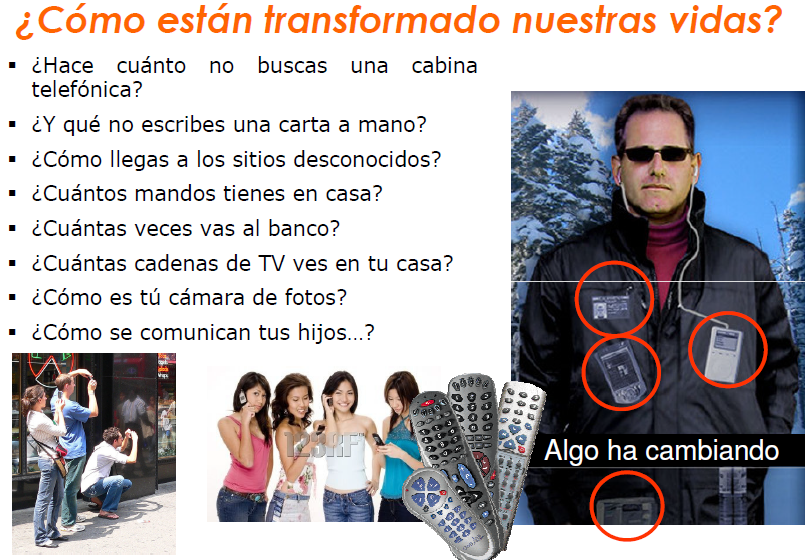 ¿Cómo están transformado nuestras vidas?
¿Hace cuánto no buscas una cabina
telefónica?
¿Y qué no escribes una carta a mano?
¿Cómo llegas a los sitios desconocidos?
¿Cuántos mandos tienes en casa?
¿Cuántas veces vas al banco?
¿Cuántas cadenas de TV ves en tu casa?
¿Cómo es tú cámara de fotos?
¿Cómo se comunican tus hijos...?
123RF
Algo ha cambiando